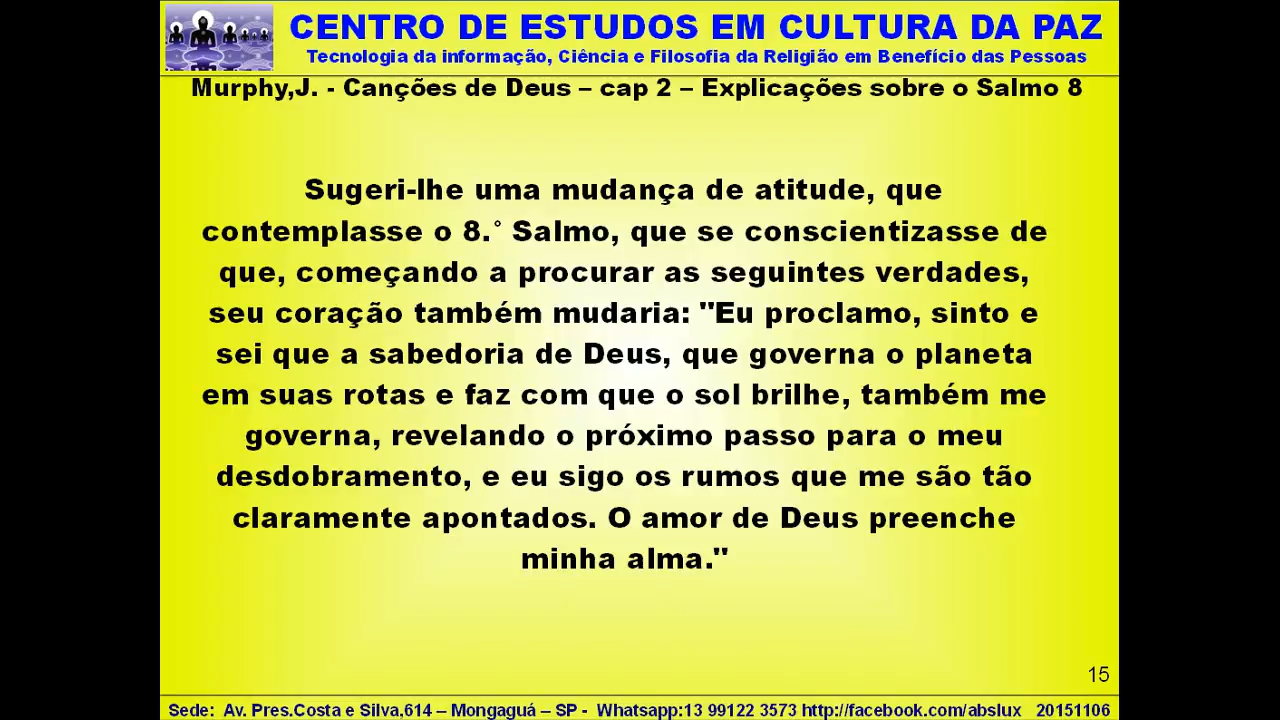 CENTRO DE ESTUDOS EM CULTURA DA PAZ
Tecnologia da informação, Ciência e Filosofia da Religião em Benefício das Pessoas
Murphy,J. - Canções de Deus – cap 2 – Explicações sobre o Salmo 8
Sugeri-lhe uma mudança de atitude, que
contemplasse o 8.° Salmo, que se conscientizasse de
que, começando a procurar as seguintes verdades,
seu coração também mudaria: "Eu proclamo, sinto e
sei que a sabedoria de Deus, que governa o planeta
em suas rotas e faz com que o sol brilhe, também me
governa, revelando o próximo passo para o meu
desdobramento, e eu sigo os rumos que me são tão
claramente apontados. O amor de Deus preenche
minha alma."
15
Sede: Av. Pres.Costa e Silva,614 – Mongaguá – SP - Whatsapp:13 99122 3573 http://facebook.com/abslux 20151106